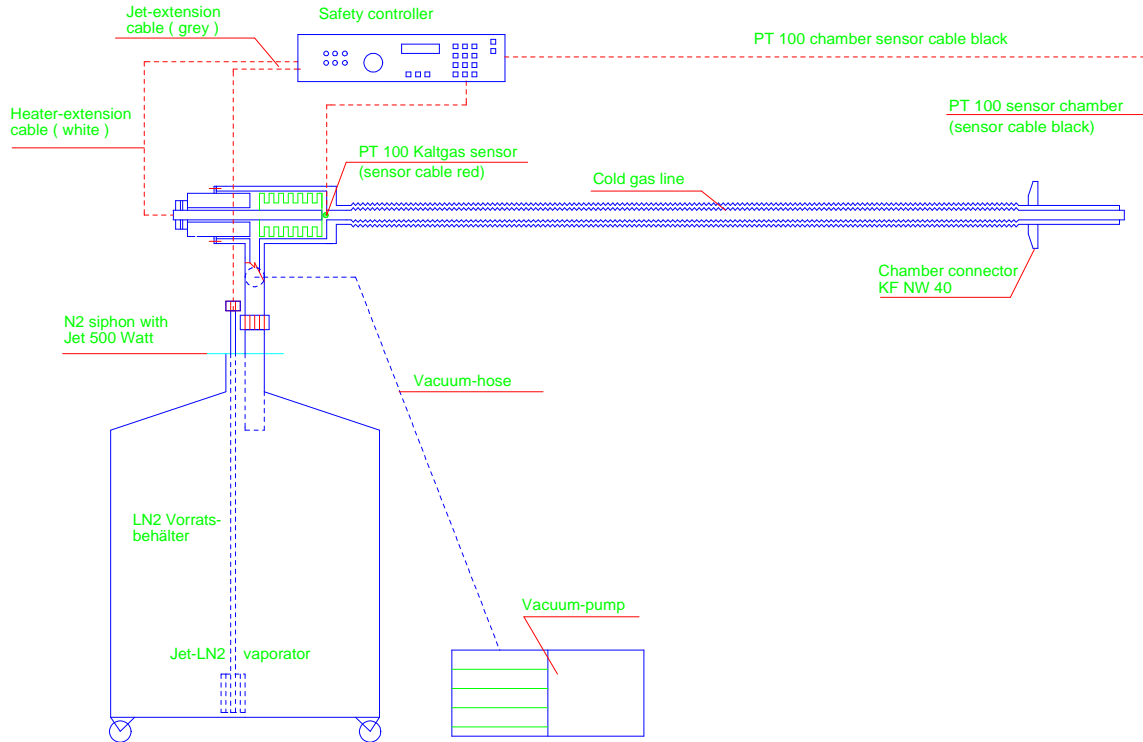 Jet-extension
cable ( grey )
Safety controller
PT 100 chamber sensor cable black
Heater-extension
cable ( white )
PT 100 sensor chamber
(sensor cable black)
PT 100 Kaltgas sensor
(sensor cable red)
Cold gas line
Chamber connector
KF NW 40
N2 siphon with
Jet 500 Watt
Vacuum-hose
LN2 Vorrats-
behälter
Vacuum-pump
Jet-LN2 vaporator